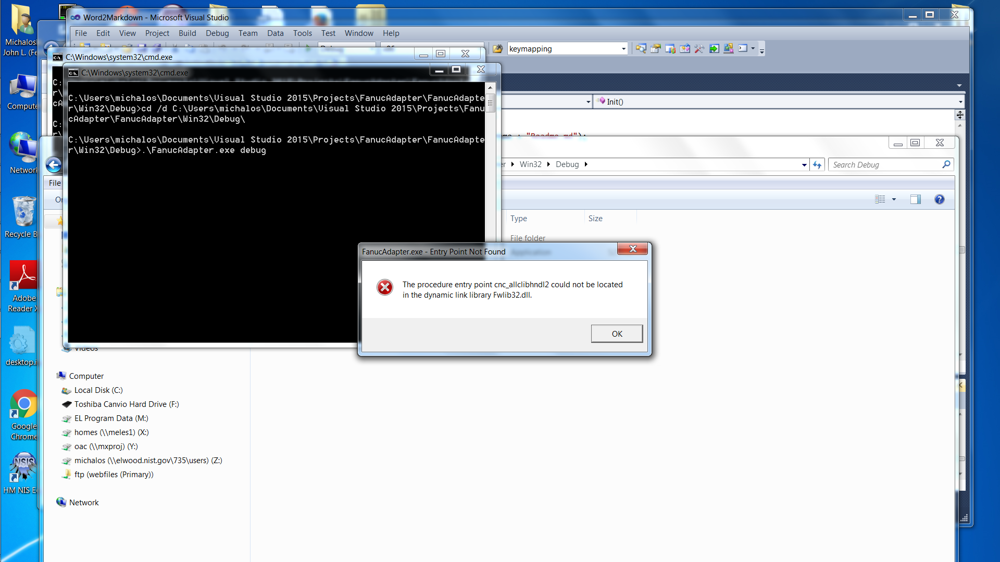 Word2Markdown - Microsoft Visual Studio
File Edit View Project Build Debug Team Data Tools Test Window Help
keymapping
C:\Windows\system32\cmd.exe
C:\Windows\system32\cmd.exe
C:\Users\michalos\Documents\Visual Studio 2015\Projects\FanucAdapter\FanucAdapte
r\Win32\Debug>cd /d C:\Users\michalos\Documents\Visual Studio 2015\Projects\Fanu
cAdapter\FanucAdapter\Win32\Debug\
C:\Users\michalos\Documents\Visual Studio 2015\Projects\FanucAdapter\FanucAdapte
r\Win32\Debug>.\FanucAdapter.exe debug
Init()
+ "Readme.md");
Win32 Debug
Search Debug
File
Type Size
File folder
Application
FanucAdapter.exe - Entry Point Not Found
The procedure entry point cnc_allclibhndl2 could not be located
in the dynamic link library Fwlib32.dll.
OK
Videos
Computer
Local Disk (C:)
Toshiba Canvio Hard Drive (F:)
EL Program Data (M:)
homes (\\meles1) (X:)
oac (\\mxproj) (Y:)
michalos (\\elwood.nist.gov\735\users) (Z:)
ftp (webfiles (Primary))
Network
Michalos
John L. (Fe
Compute
Network
Recycle B
Adobe
Reader X
desktop.i
Google
Chrome
NSIS
HM NIS E